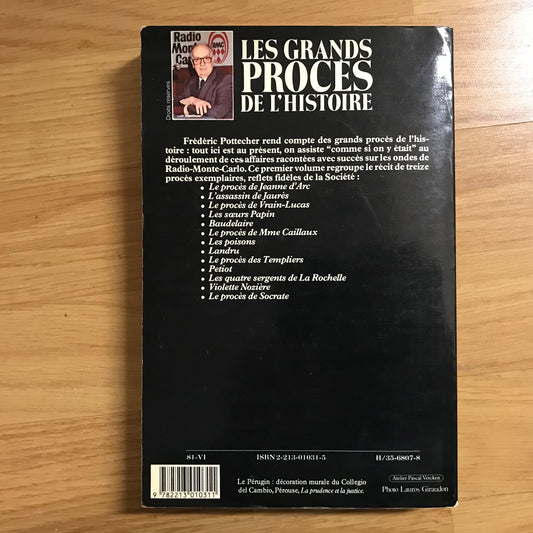 Radio
Monte
Carlo
RMC
Droits réservés
LES GRANDS
PROCÈS
DE L'HISTOIRE
Frédéric Pottecher rend compte des grands procès de l'his-
toire : tout ici est au présent, on assiste "comme si on y était" au
déroulement de ces affaires racontées avec succès sur les ondes de
Radio-Monte-Carlo. Ce premier volume regroupe le récit de treize
procès exemplaires, reflets fidèles de la Société :
• Le procès de Jeanne d'Arc
• L'assassin de Jaurès
• Le procès de Vrain-Lucas
• Les sœurs Papin
• Baudelaire
• Le procès de Mme Caillaux
• Les poisons
• Landru
• Le procès des Templiers
• Petiot
• Les quatre sergents de La Rochelle
• Violette Nozière
• Le procès de Socrate
81-VI ISBN 2-213-01031-5 H/35-6807-8
9 782213 010311
Le Pérugin : décoration murale du Collegio
del Cambio, Pérouse, La prudence et la justice.
Atelier Pascal Vercken
Photo Lauros Giraudon